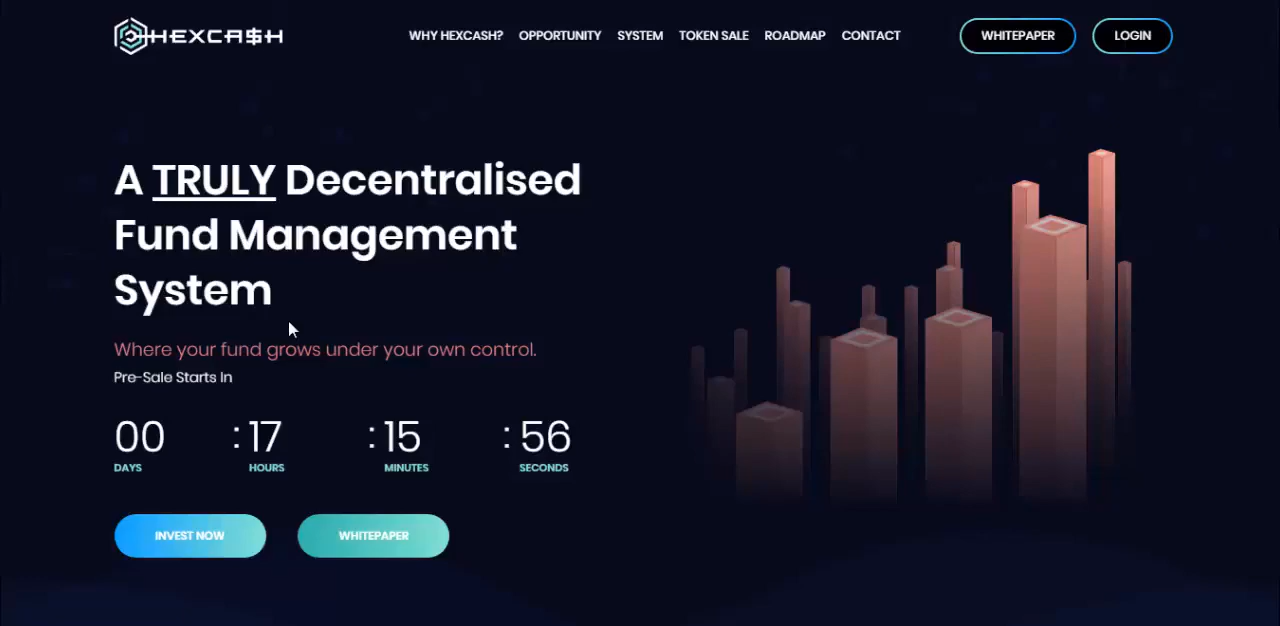 HEXCA$H
WHY HEXCASH? OPPORTUNITY SYSTEM TOKEN SALE ROADMAP CONTACT WHITEPAPER LOGIN
A TRULY Decentralised
Fund Management
System
Where your fund grows under your own control.
Pre-Sale Starts In
00 : 17 : 15 : 56
DAYS HOURS MINUTES SECONDS
INVEST NOW WHITEPAPER